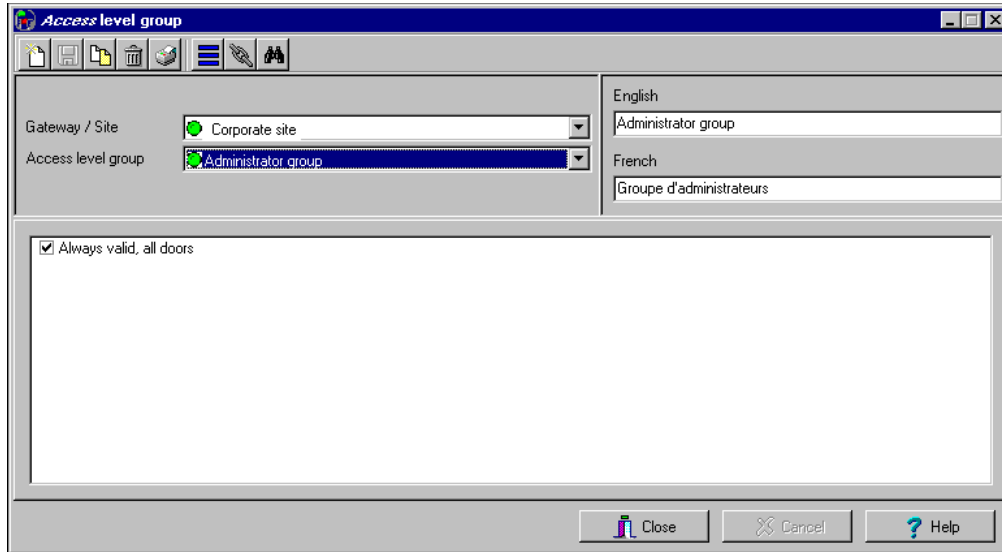 Access level group
English
Gateway / Site
Corporate site
Administrator group
Access level group
Administrator group
French
Groupe d'administrateurs
Always valid, all doors
Close
Cancel
Help